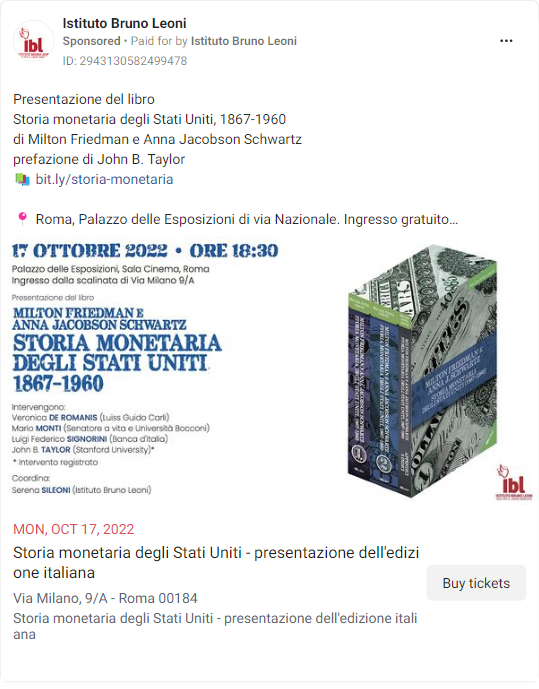 Istituto Bruno Leoni
Sponsored • Paid for by Istituto Bruno Leoni
ID: 2943130582499478
ibl
Presentazione del libro
Storia monetaria degli Stati Uniti, 1867-1960
di Milton Friedman e Anna Jacobson Schwartz
prefazione di John B. Taylor
bit.ly/storia-monetaria
Roma, Palazzo delle Esposizioni di via Nazionale. Ingresso gratuito…
17 OTTOBRE 2022 • ORE 18:30
Palazzo delle Esposizioni, Sala Cinema, Roma
Ingresso dalla scalinata di Via Milano 9/A
Presentazione del libro
MILTON FRIEDMAN E
ANNA JACOBSON SCHWARTZ
STORIA MONETARIA
DEGLI STATI UNITI
1867-1960
Intervengono:
Veronica DE ROMANIS (Luiss Guido Carli)
Mario MONTI (Senatore a vita e Università Bocconi)
Luigi Federico SIGNORINI (Banca d'Italia)
John B. TAYLOR (Stanford University)*
* Intervento registrato
Coordina:
Serena SILEONI (Istituto Bruno Leoni)
MILTON FRIEDMAN E
ANNA J. SCHWARTZ
STORIA MONETARIA
DEGLI STATI UNITI 1867-1960
1
2
ibl
MON, OCT 17, 2022
Storia monetaria degli Stati Uniti - presentazione dell'edizi
one italiana
Buy tickets
Via Milano, 9/A - Roma 00184
Storia monetaria degli Stati Uniti - presentazione dell'edizione itali
ana